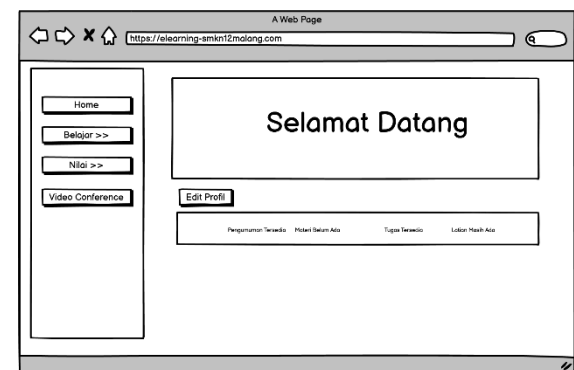 A Web Page
https://elearning-smkn12malang.com
Home
Belajar >>
Nilai >>
Video Conference
Selamat Datang
Edit Profil
Pengumuman Tersedia Materi Belum Ada Tugas Tersedia Latian Masih Ada